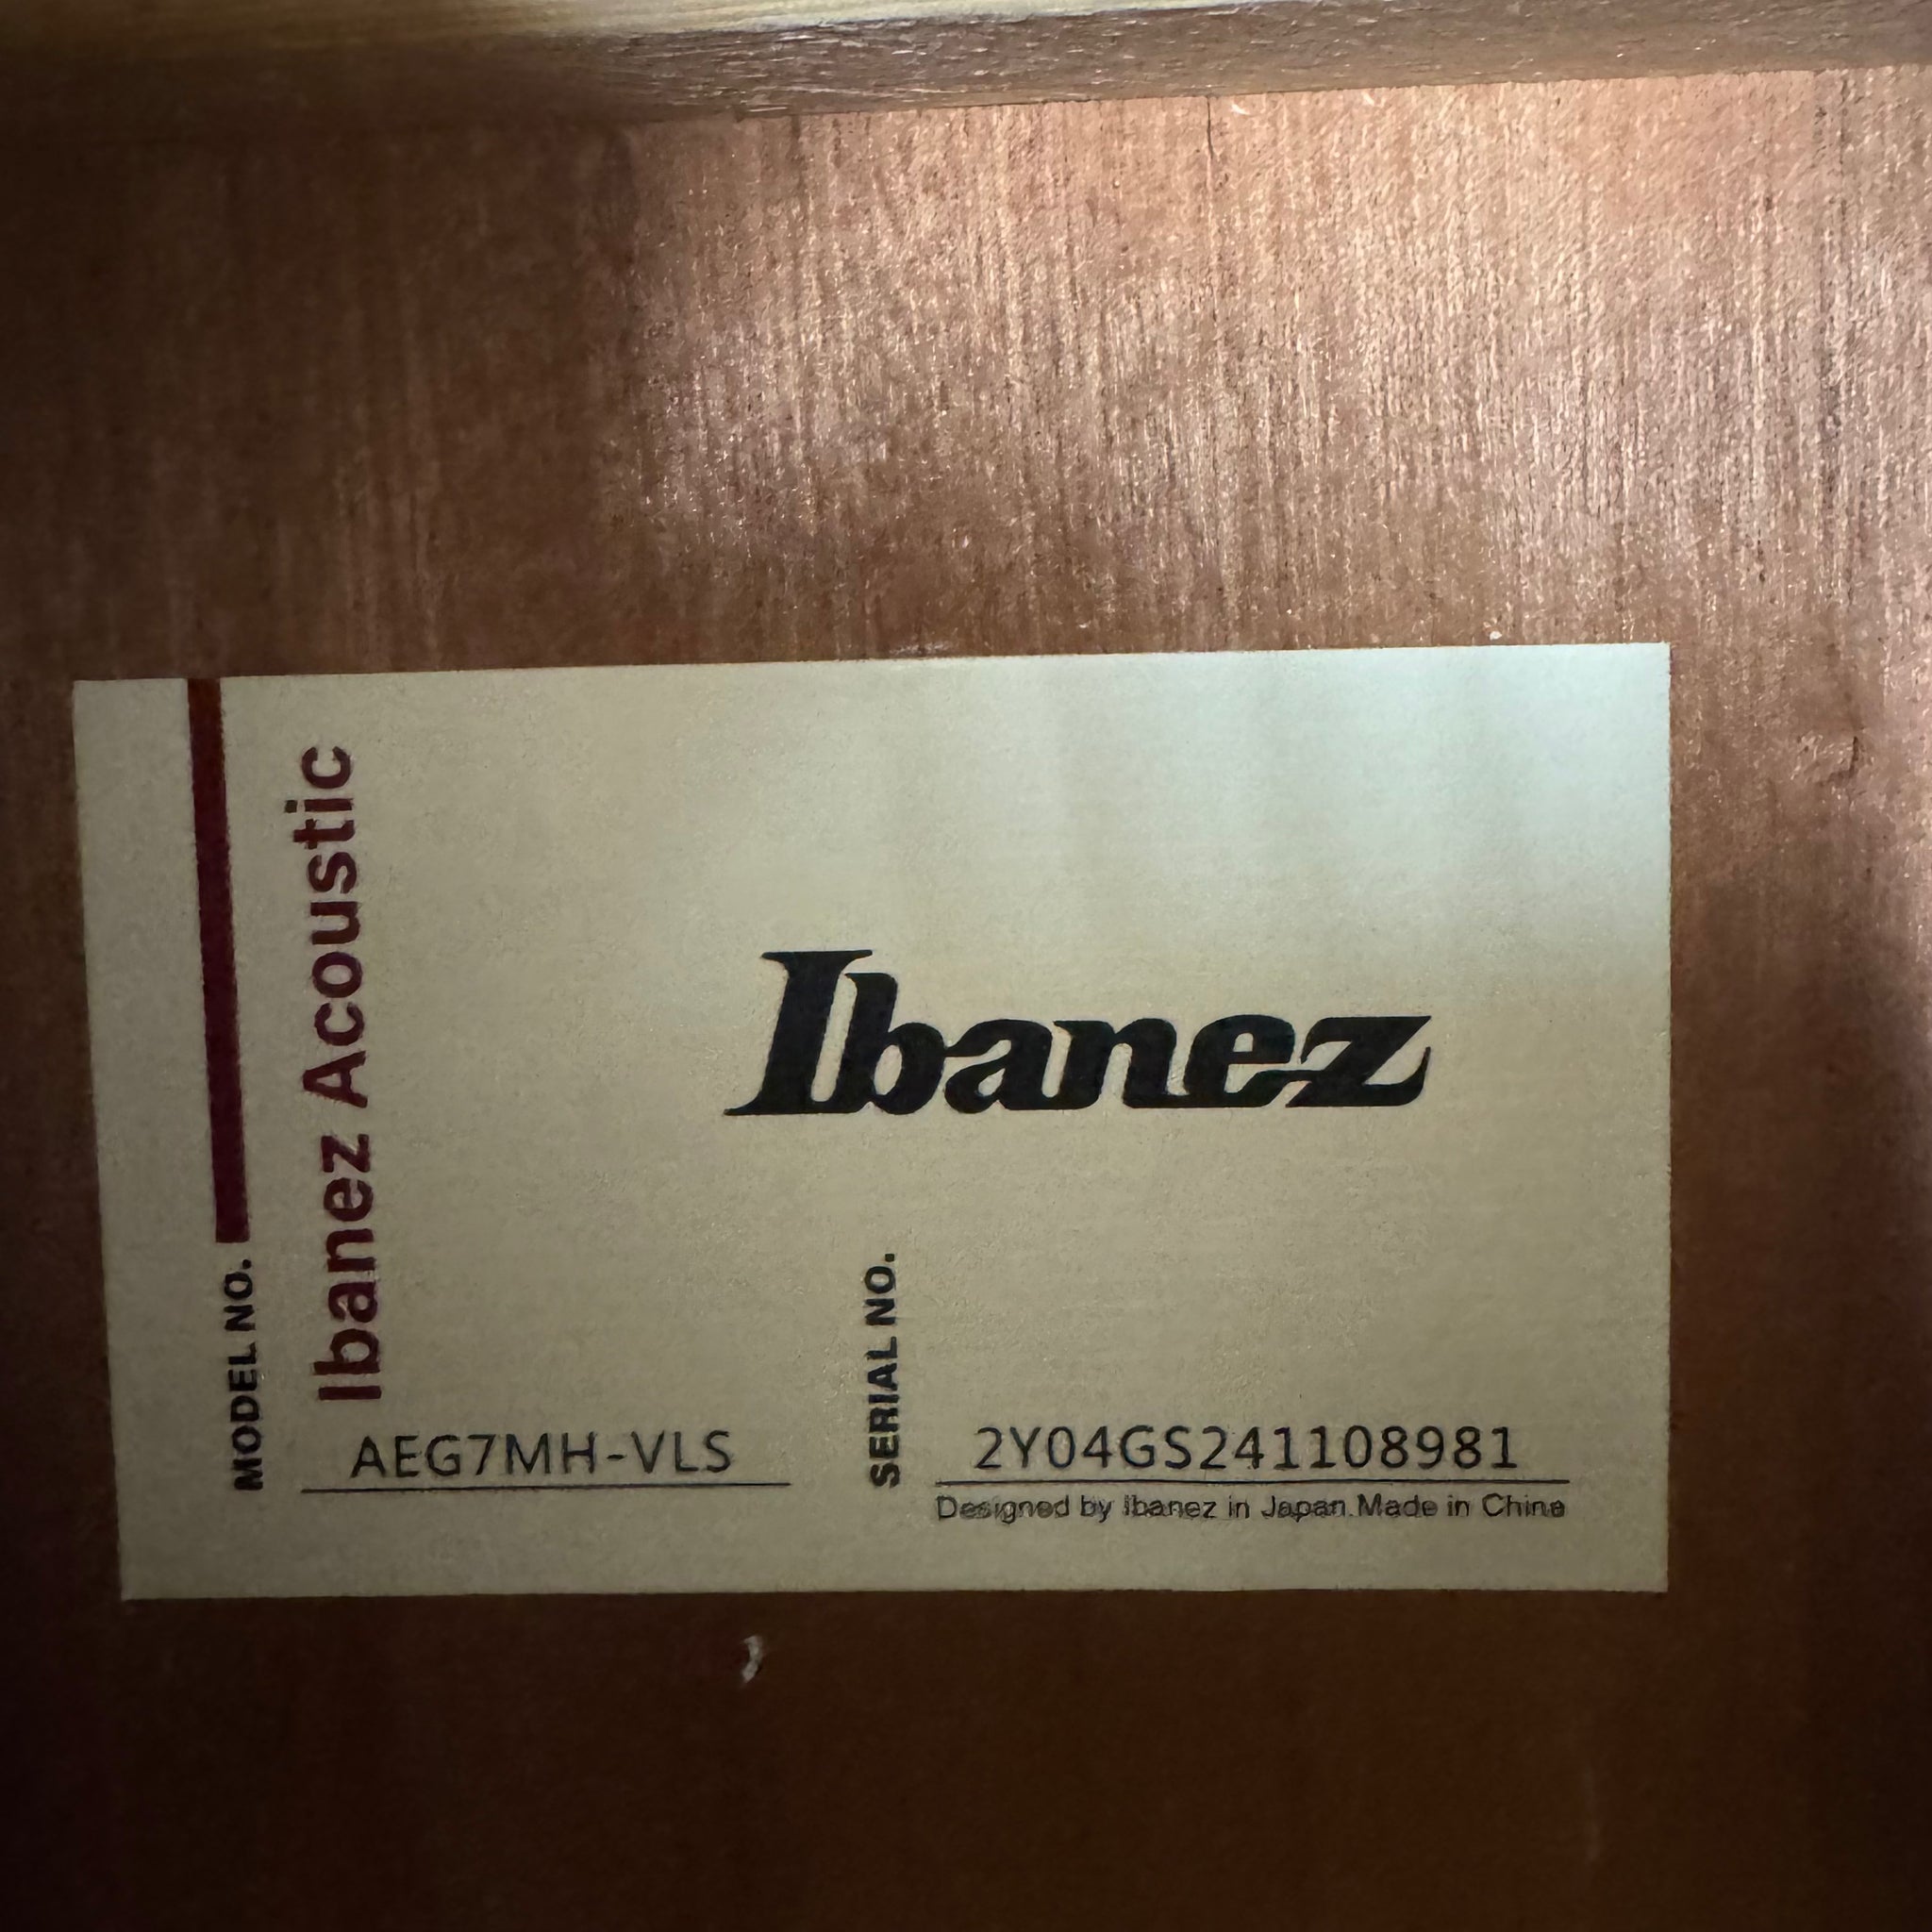 Ibanez Acoustic
Ibanez
MODEL NO.
AEG7MH-VLS
SERIAL NO.
2Y04GS241108981
Designed by Ibanez in Japan.Made in China